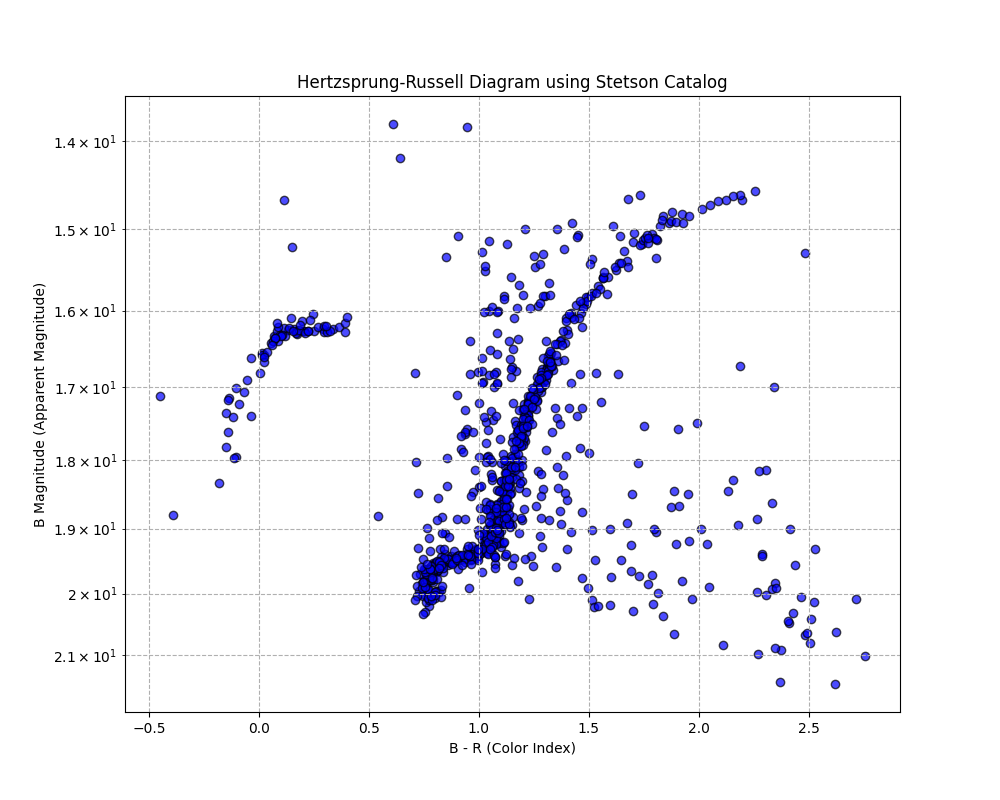 Hertzsprung-Russell Diagram using Stetson Catalog
B Magnitude (Apparent Magnitude)
1.4 × 10¹
1.5 × 10¹
1.6 × 10¹
1.7 × 10¹
1.8 × 10¹
1.9 × 10¹
2 × 10¹
2.1 × 10¹
−0.5 0.0 0.5 1.0 1.5 2.0 2.5
B - R (Color Index)